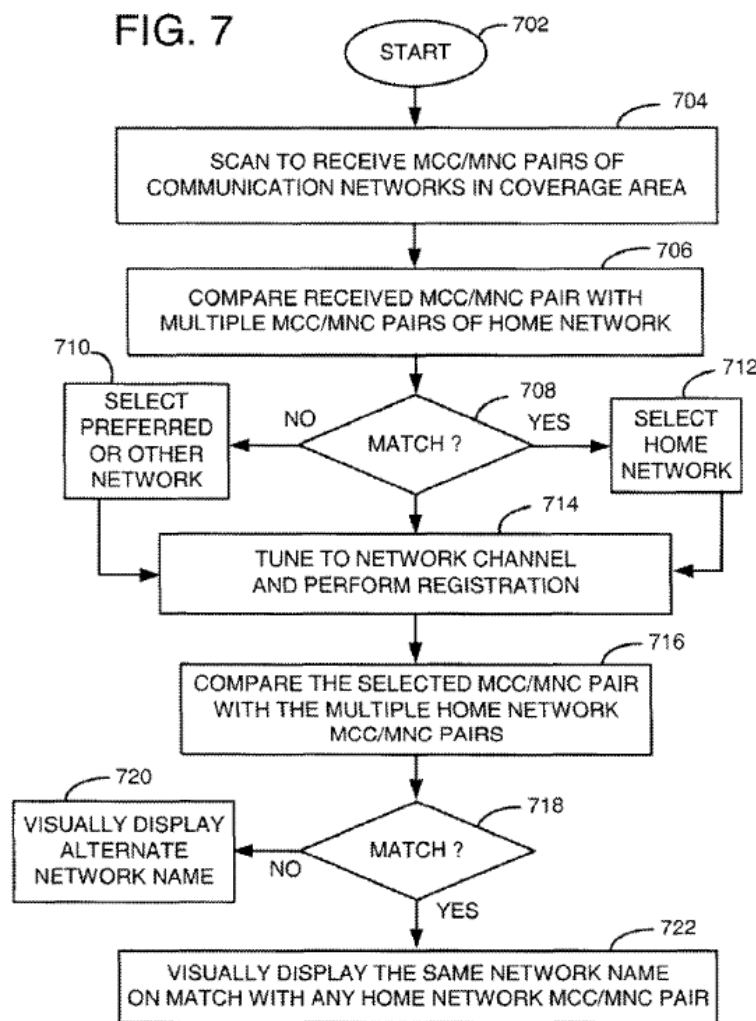 FIG. 7
702
START
704
SCAN TO RECEIVE MCC/MNC PAIRS OF
COMMUNICATION NETWORKS IN COVERAGE AREA
706
COMPARE RECEIVED MCC/MNC PAIR WITH
MULTIPLE MCC/MNC PAIRS OF HOME NETWORK
710
SELECT
PREFERRED
OR OTHER
NETWORK
NO
708
MATCH ?
YES
712
SELECT
HOME
NETWORK
714
TUNE TO NETWORK CHANNEL
AND PERFORM REGISTRATION
716
COMPARE THE SELECTED MCC/MNC PAIR
WITH THE MULTIPLE HOME NETWORK
MCC/MNC PAIRS
720
VISUALLY DISPLAY
ALTERNATE
NETWORK NAME
718
MATCH ?
NO
YES
722
VISUALLY DISPLAY THE SAME NETWORK NAME
ON MATCH WITH ANY HOME NETWORK MCC/MNC PAIR